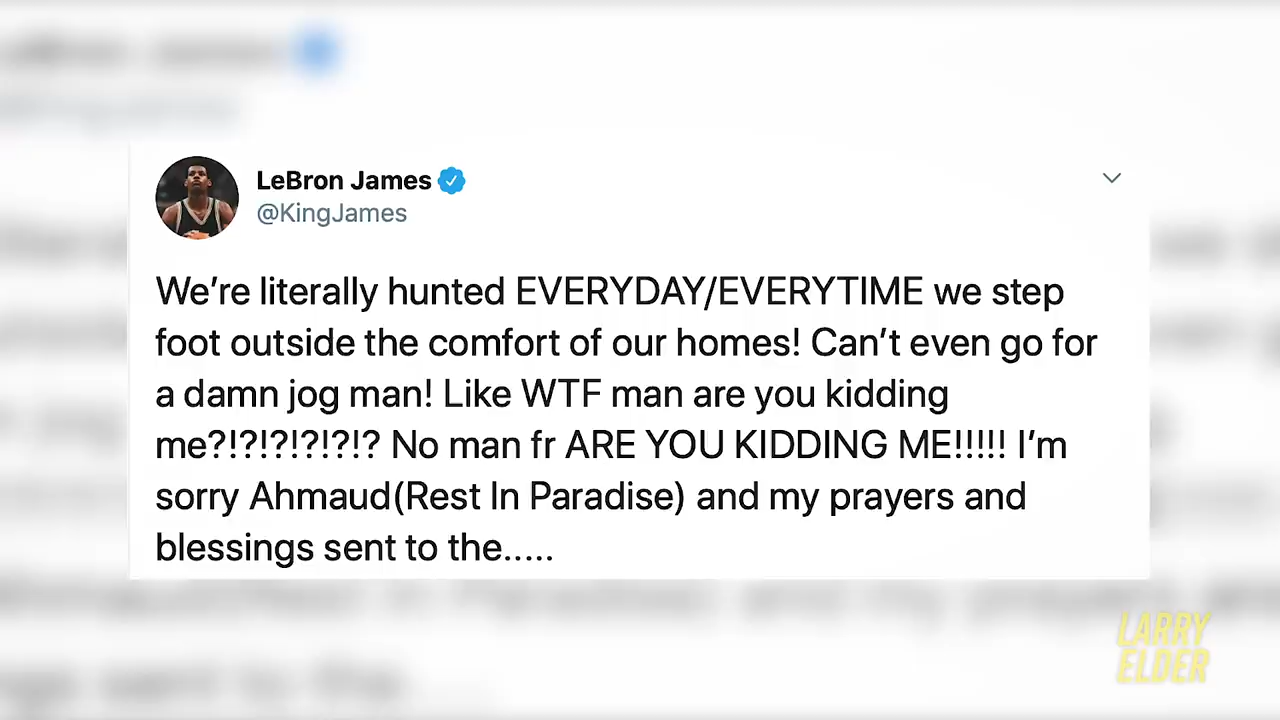 LeBron James
@KingJames
We’re literally hunted EVERYDAY/EVERYTIME we step
foot outside the comfort of our homes! Can’t even go for
a damn jog man! Like WTF man are you kidding
me?!?!?!?!?!? No man fr ARE YOU KIDDING ME!!!!! I’m
sorry Ahmaud(Rest In Paradise) and my prayers and
blessings sent to the.....
LARRY
ELDER